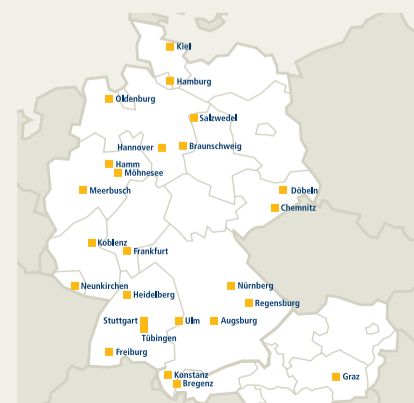 Kiel
Hamburg
Oldenburg
Salzwedel
Hannover
Braunschweig
Hamm
Möhnesee
Meerbusch
Döbeln
Chemnitz
Koblenz
Frankfurt
Neunkirchen
Nürnberg
Heidelberg
Regensburg
Stuttgart
Ulm
Augsburg
Tübingen
Freiburg
Konstanz
Graz
Bregenz